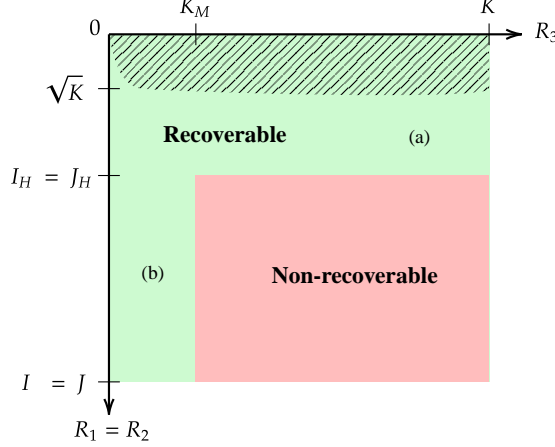 K_M K
0 R_3
√K
Recoverable (a)
I_H = J_H
(b) Non-recoverable
I = J
R_1 = R_2